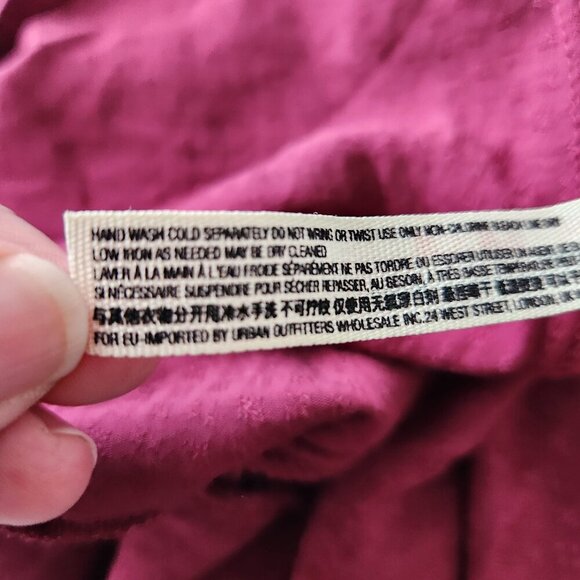 HAND WASH COLD SEPARATELY DO NOT WRING OR TWIST USE ONLY NON-CHLORINE BLEACH LINE DRY
LOW IRON AS NEEDED MAY BE DRY CLEANED
LAVER À LA MAIN À L'EAU FROIDE SÉPARÉMENT NE PAS TORDRE, OU ESSORER UTILISER UN AGENT
SI NÉCESSAIRE SUSPENDRE POUR SÉCHER REPASSER, AU BESOIN, À TRÈS BASSE TEMPÉRATURE
与其他衣物分开用冷水手洗 不可拧绞 仅使用无氯漂白剂
FOR EU-IMPORTED BY URBAN OUTFITTERS WHOLESALE INC. 24 WEST STREET, LONDON,